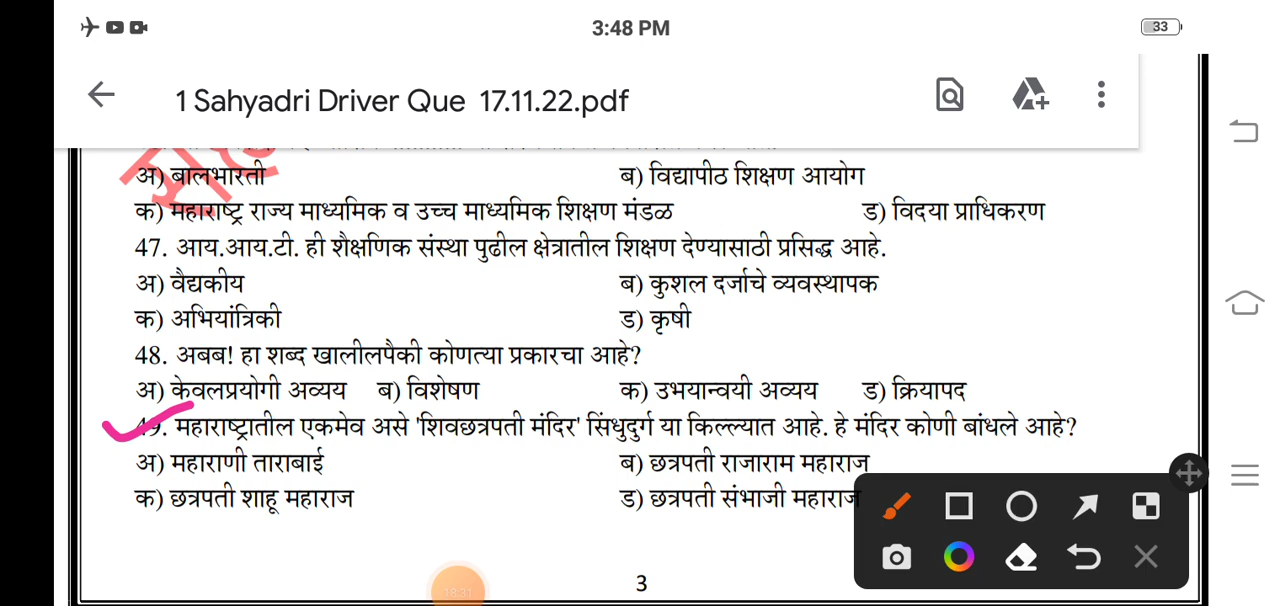 3:48 PM
33
1 Sahyadri Driver Que 17.11.22.pdf
अ) बालभारती ब) विद्यापीठ शिक्षण आयोग
क) महाराष्ट्र राज्य माध्यमिक व उच्च माध्यमिक शिक्षण मंडळ ड) विदया प्राधिकरण
47. आय.आय.टी. ही शैक्षणिक संस्था पुढील क्षेत्रातील शिक्षण देण्यासाठी प्रसिद्ध आहे.
अ) वैद्यकीय ब) कुशल दर्जाचे व्यवस्थापक
क) अभियांत्रिकी ड) कृषी
48. अबब! हा शब्द खालीलपैकी कोणत्या प्रकारचा आहे?
अ) केवलप्रयोगी अव्यय ब) विशेषण क) उभयान्वयी अव्यय ड) क्रियापद
49. महाराष्ट्रातील एकमेव असे 'शिवछत्रपती मंदिर' सिंधुदुर्ग या किल्ल्यात आहे. हे मंदिर कोणी बांधले आहे?
अ) महाराणी ताराबाई ब) छत्रपती राजाराम महाराज
क) छत्रपती शाहू महाराज ड) छत्रपती संभाजी महाराज
18:31
3